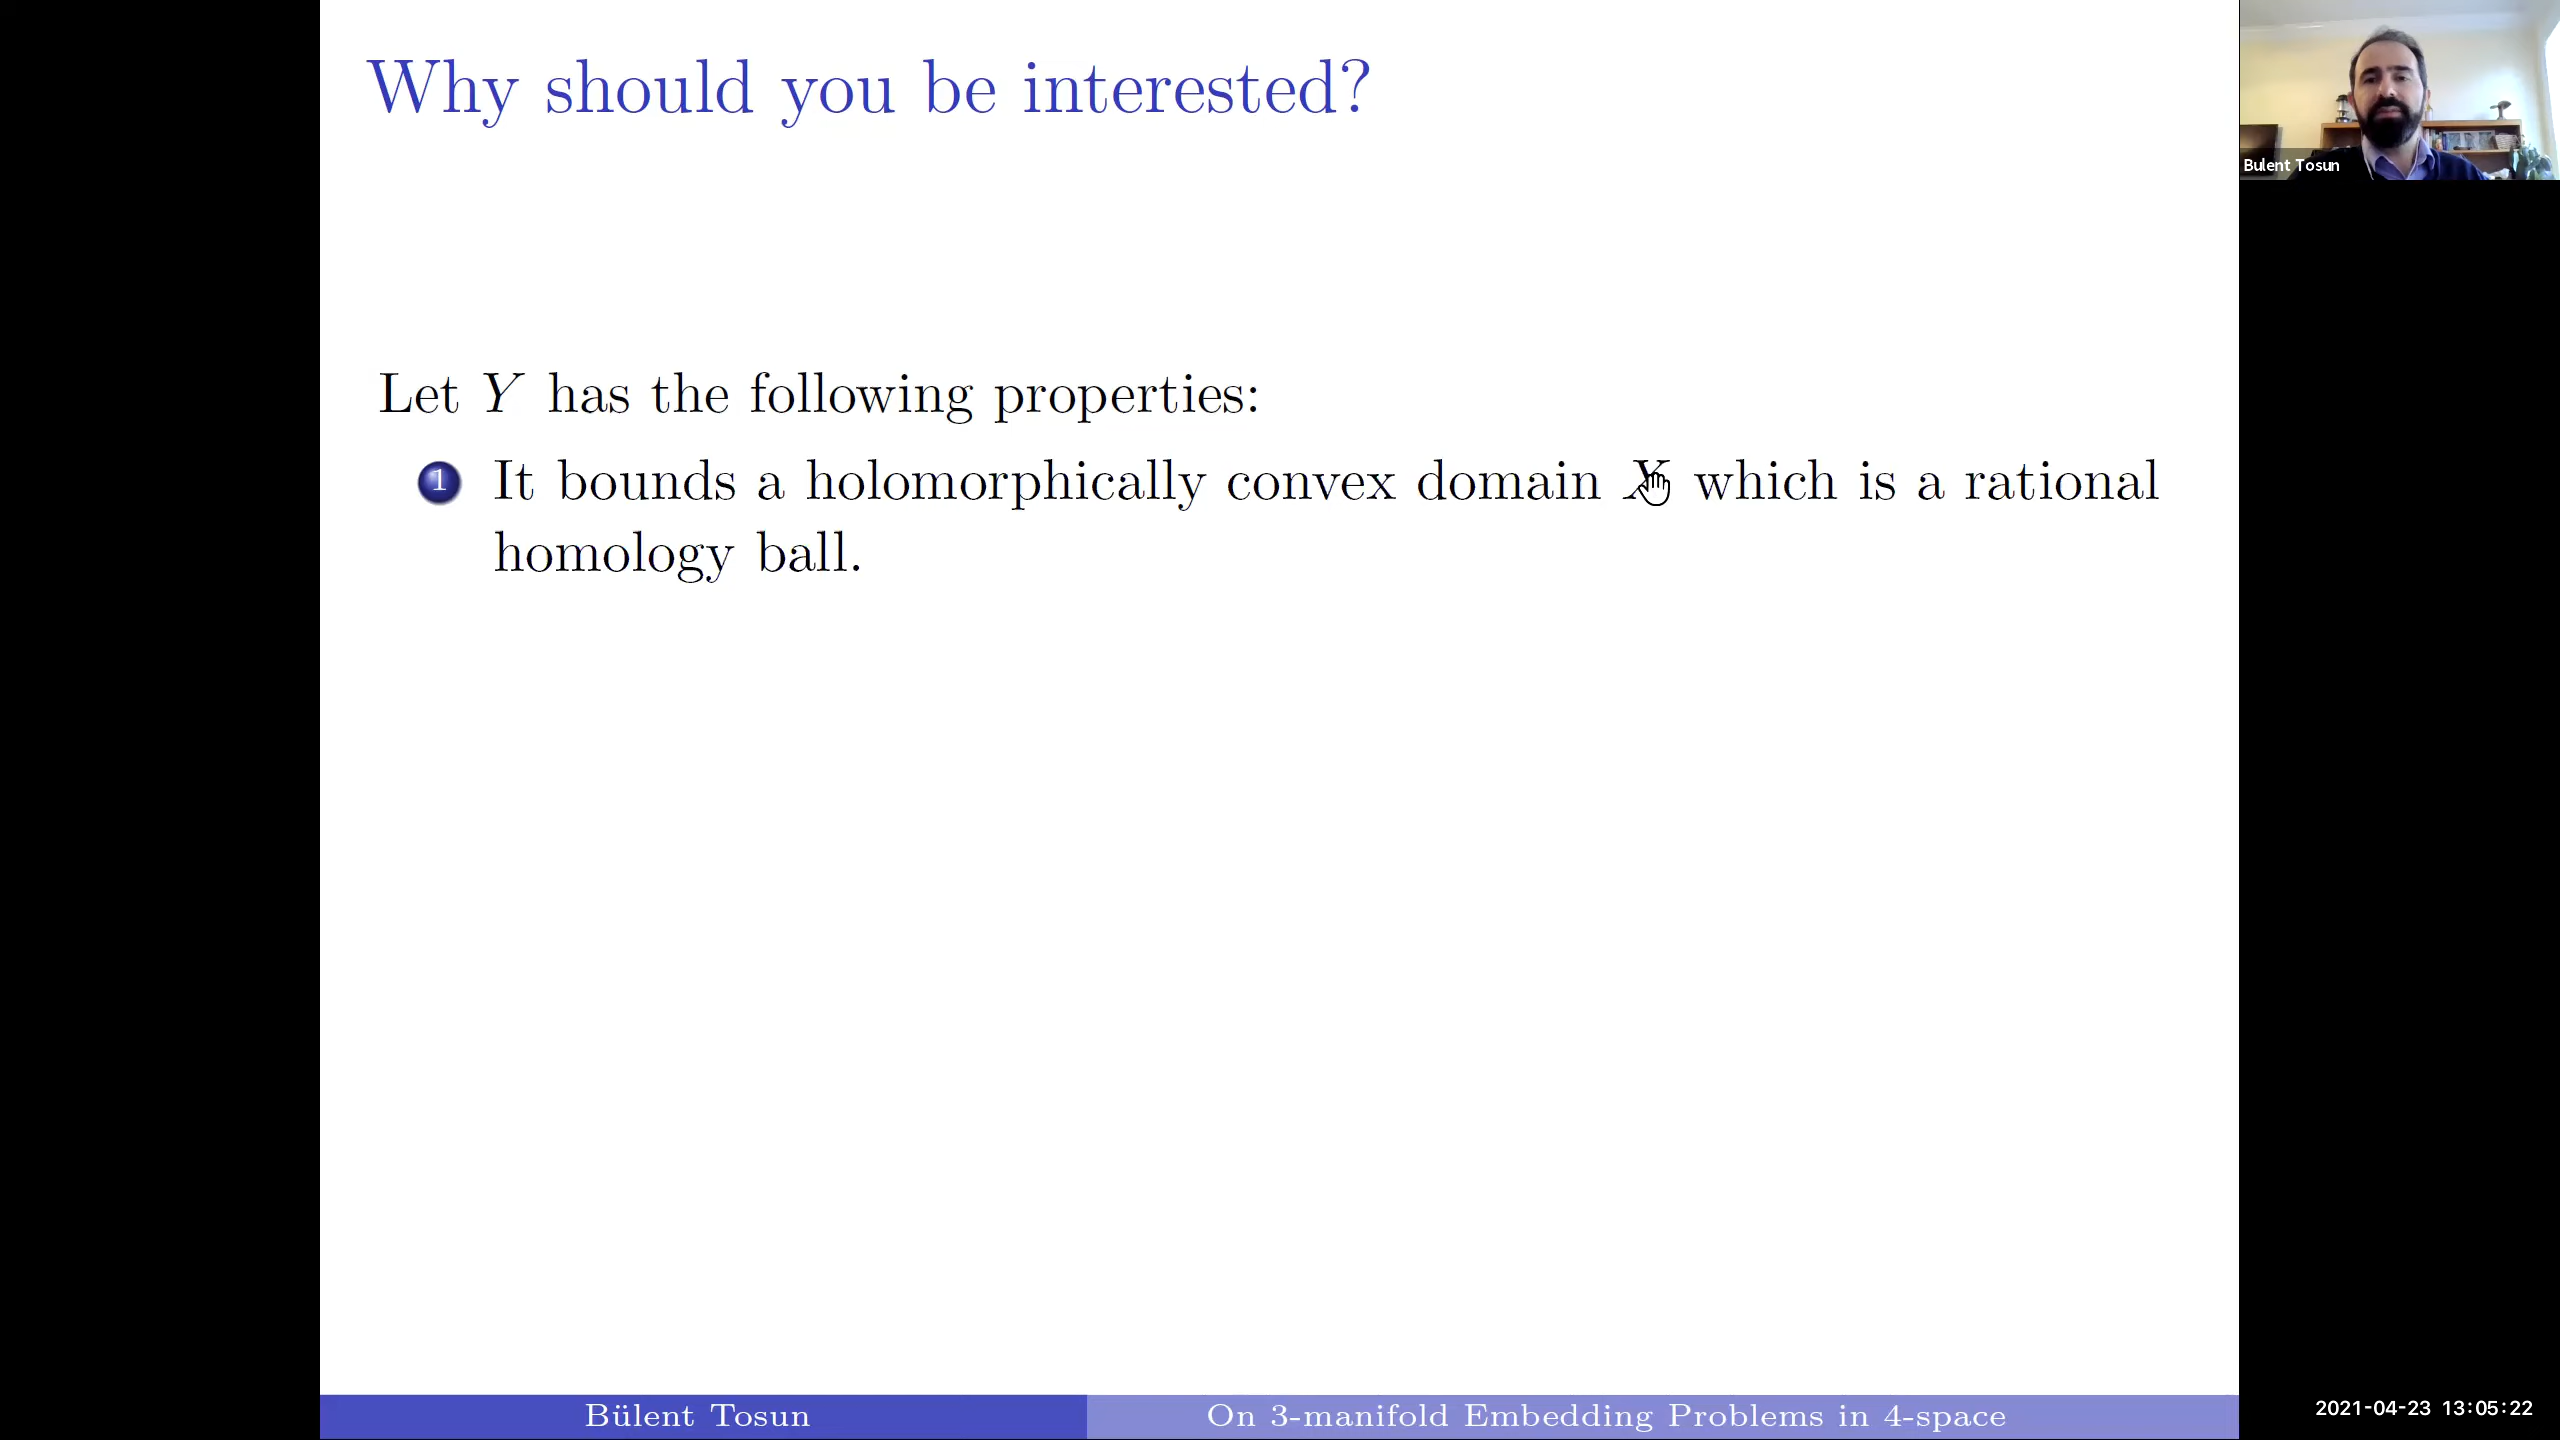 Why should you be interested?
Bulent Tosun
Let Y has the following properties:
1 It bounds a holomorphically convex domain X which is a rational
homology ball.
Bülent Tosun
On 3-manifold Embedding Problems in 4-space
2021-04-23 13:05:22